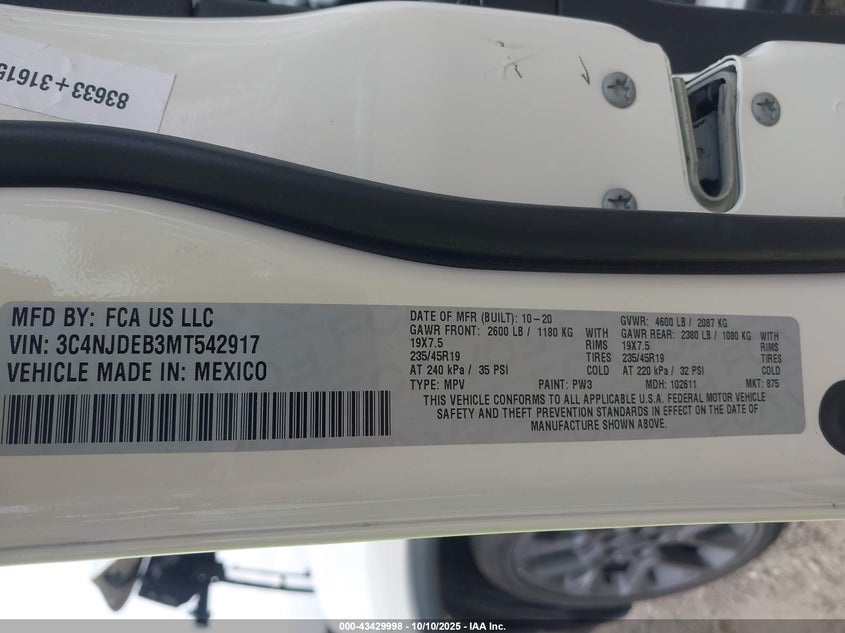 83633+31615
MFD BY: FCA US LLC
VIN: 3C4NJDEB3MT542917
VEHICLE MADE IN: MEXICO
DATE OF MFR (BUILT): 10-20 GVWR: 4600 LB / 2087 KG
GAWR FRONT: 2600 LB / 1180 KG WITH GAWR REAR: 2380 LB / 1080 KG WITH
19X7.5 RIMS 19X7.5 RIMS
235/45R19 TIRES 235/45R19 TIRES
AT 240 kPa / 35 PSI COLD AT 220 kPa / 32 PSI COLD
TYPE: MPV PAINT: PW3 MDH: 102611 MKT: 875
THIS VEHICLE CONFORMS TO ALL APPLICABLE U.S.A. FEDERAL MOTOR VEHICLE
SAFETY AND THEFT PREVENTION STANDARDS IN EFFECT ON THE DATE OF
MANUFACTURE SHOWN ABOVE.
000-43429998 - 10/10/2025 - IAA Inc.